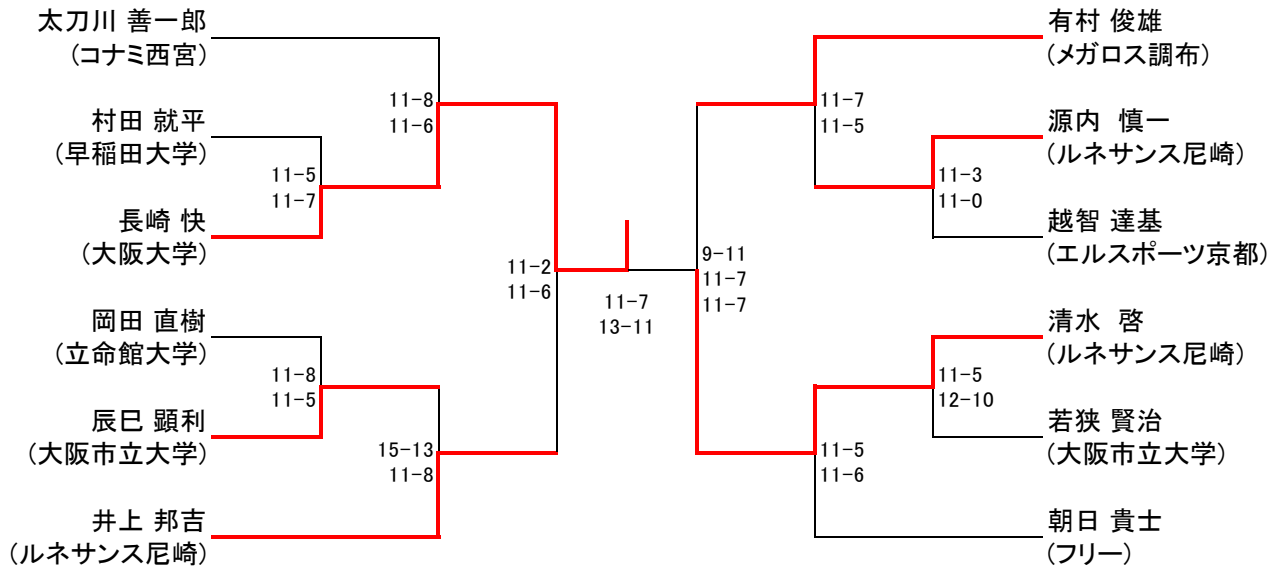 太刀川 善一郎
(コナミ西宮)
村田 就平
(早稲田大学)
長崎 快
(大阪大学)
岡田 直樹
(立命館大学)
辰巳 顕利
(大阪市立大学)
井上 邦吉
(ルネサンス尼崎)
11-8
11-6
11-5
11-7
11-8
11-5
15-13
11-8
11-2
11-6
11-7
13-11
9-11
11-7
11-7
11-7
11-5
11-3
11-0
11-5
12-10
11-5
11-6
有村 俊雄
(メガロス調布)
源内 慎一
(ルネサンス尼崎)
越智 達基
(エルスポーツ京都)
清水 啓
(ルネサンス尼崎)
若狭 賢治
(大阪市立大学)
朝日 貴士
(フリー)